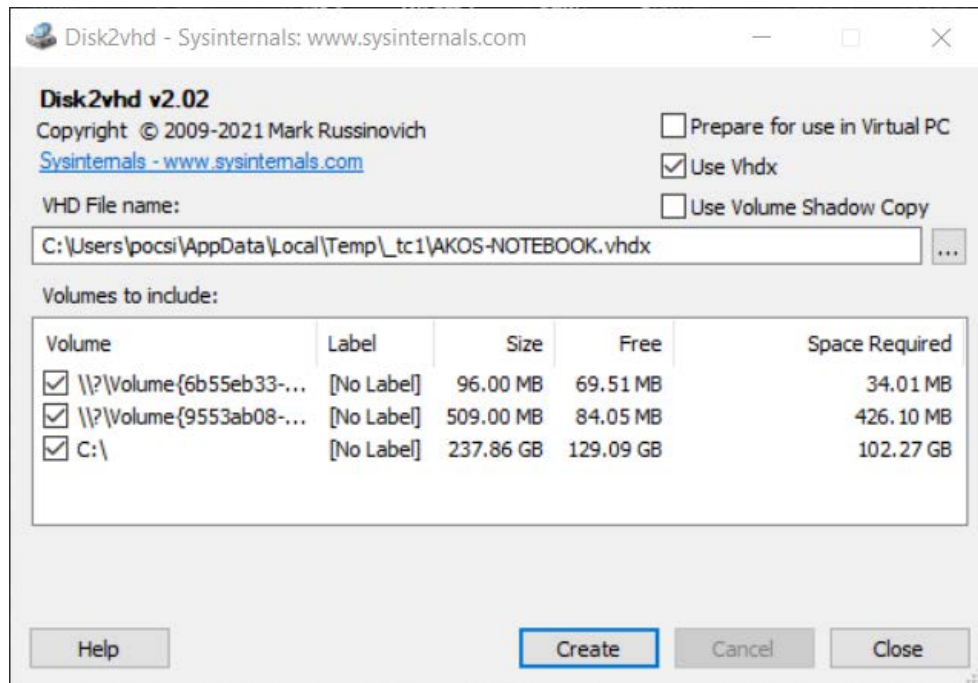 Disk2vhd - Sysinternals: www.sysinternals.com
Disk2vhd v2.02
Copyright © 2009-2021 Mark Russinovich
Sysinternals - www.sysinternals.com
Prepare for use in Virtual PC
Use Vhdx
Use Volume Shadow Copy
VHD File name:
C:\Users\pocsi\AppData\Local\Temp\_tc1\AKOS-NOTEBOOK.vhdx
...
Volumes to include:
Volume Label Size Free Space Required
\\?\Volume{6b55eb33-... [No Label] 96.00 MB 69.51 MB 34.01 MB
\\?\Volume{9553ab08-... [No Label] 509.00 MB 84.05 MB 426.10 MB
C:\ [No Label] 237.86 GB 129.09 GB 102.27 GB
Help Create Cancel Close